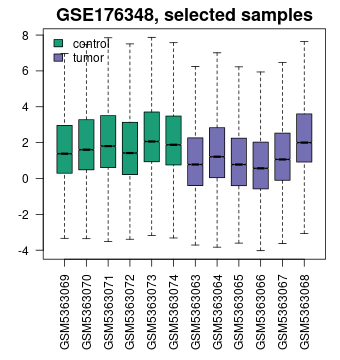 GSE176348, selected samples
control
tumor
8
6
4
2
0
-2
-4
GSM5363069
GSM5363070
GSM5363071
GSM5363072
GSM5363073
GSM5363074
GSM5363063
GSM5363064
GSM5363065
GSM5363066
GSM5363067
GSM5363068